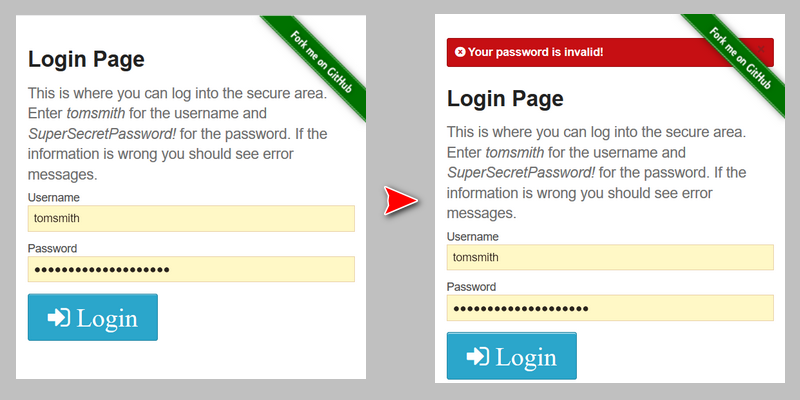 Fork me on GitHub
Login Page
This is where you can log into the secure area.
Enter tomsmith for the username and
SuperSecretPassword! for the password. If the
information is wrong you should see error
messages.
Username
tomsmith
Password
Login
Fork me on GitHub
Your password is invalid!
Login Page
This is where you can log into the secure area.
Enter tomsmith for the username and
SuperSecretPassword! for the password. If the
information is wrong you should see error
messages.
Username
tomsmith
Password
Login